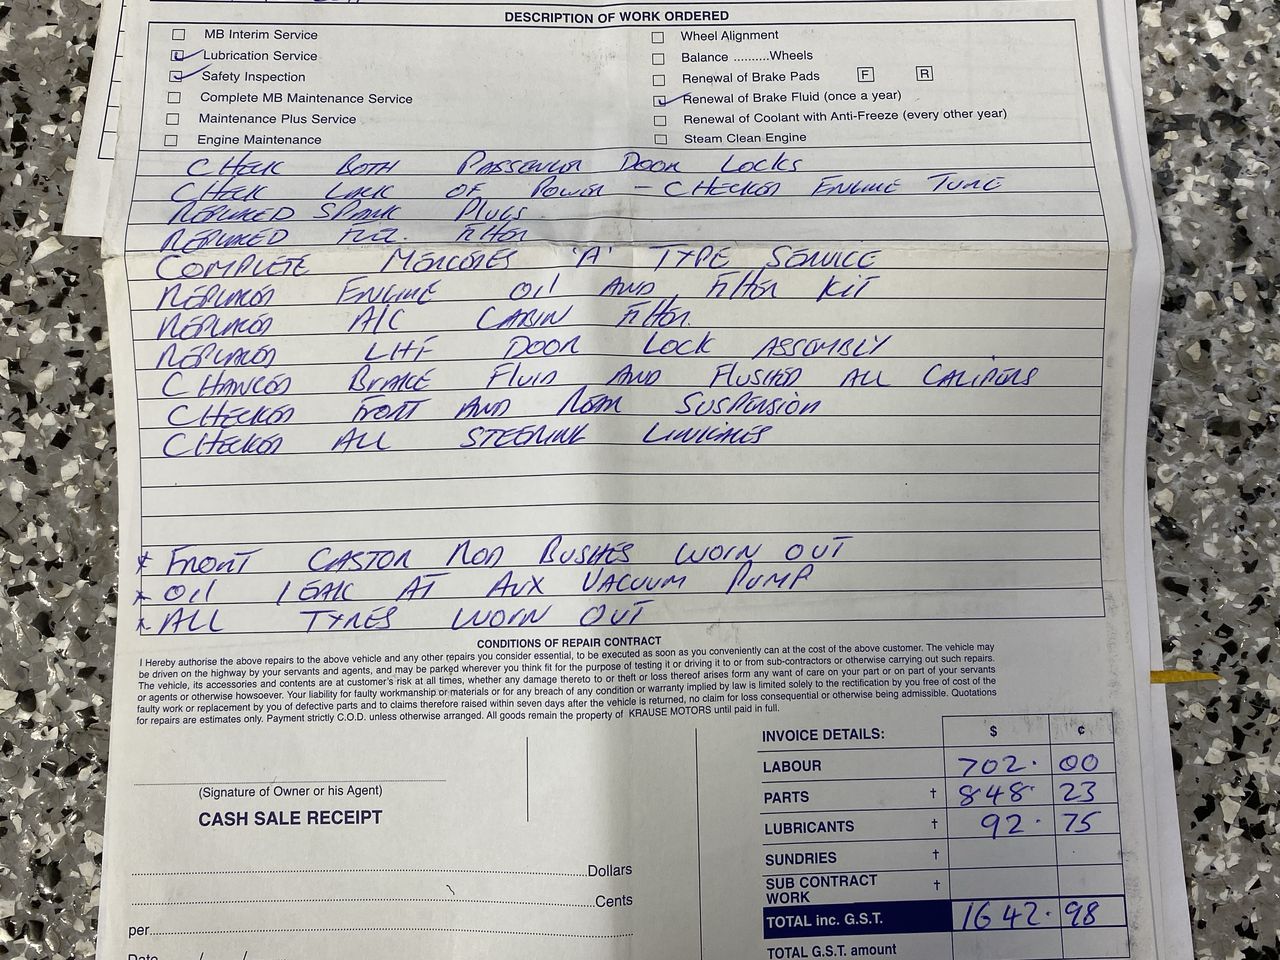 DESCRIPTION OF WORK ORDERED
MB Interim Service
Lubrication Service
Safety Inspection
Complete MB Maintenance Service
Maintenance Plus Service
Engine Maintenance
Wheel Alignment
Balance ..........Wheels
Renewal of Brake Pads F R
Renewal of Brake Fluid (once a year)
Renewal of Coolant with Anti-Freeze (every other year)
Steam Clean Engine
CHECK BOTH PASSENGER DOOR LOCKS
CHECK LACK OF POWER - CHECKED ENGINE TUNE
REPLACED SPARK PLUGS
REPLACED FUEL FILTER
COMPLETE MERCEDES 'A' TYPE SERVICE
REPLACED ENGINE OIL AND FILTER KIT
REPLACED A/C CABIN FILTER.
REPLACED LHF DOOR LOCK ASSEMBLY
CHANGED BRAKE FLUID AND FLUSHED ALL CALIPERS
CHECKED FRONT AND REAR SUSPENSION
CHECKED ALL STEERING LINKAGES
* FRONT CASTOR ROD BUSHES WORN OUT
* OIL LEAK AT AUX VACUUM PUMP
* ALL TYRES WORN OUT
CONDITIONS OF REPAIR CONTRACT
I Hereby authorise the above repairs to the above vehicle and any other repairs you consider essential, to be executed as soon as you conveniently can at the cost of the above customer. The vehicle may
be driven on the highway by your servants and agents, and may be parked wherever you think fit for the purpose of testing it or driving it to or from sub-contractors or otherwise carrying out such repairs.
The vehicle, its accessories and contents are at customer's risk at all times, whether any damage thereto or theft or loss thereof arises form any want of care on your part or on part of your servants
or agents or otherwise howsoever. Your liability for faulty workmanship or materials or for any breach of any condition or warranty implied by law is limited solely to the rectification by you free of cost of the
faulty work or replacement by you of defective parts and to claims therefore raised within seven days after the vehicle is returned, no claim for loss consequential or otherwise being admissible. Quotations
for repairs are estimates only. Payment strictly C.O.D. unless otherwise arranged. All goods remain the property of KRAUSE MOTORS until paid in full.
(Signature of Owner or his Agent)
CASH SALE RECEIPT
Dollars
Cents
per
Date / /
INVOICE DETAILS: $ ¢
LABOUR 702.00
PARTS † 848.23
LUBRICANTS † 92.75
SUNDRIES †
SUB CONTRACT
WORK †
TOTAL inc. G.S.T. 1642.98
TOTAL G.S.T. amount